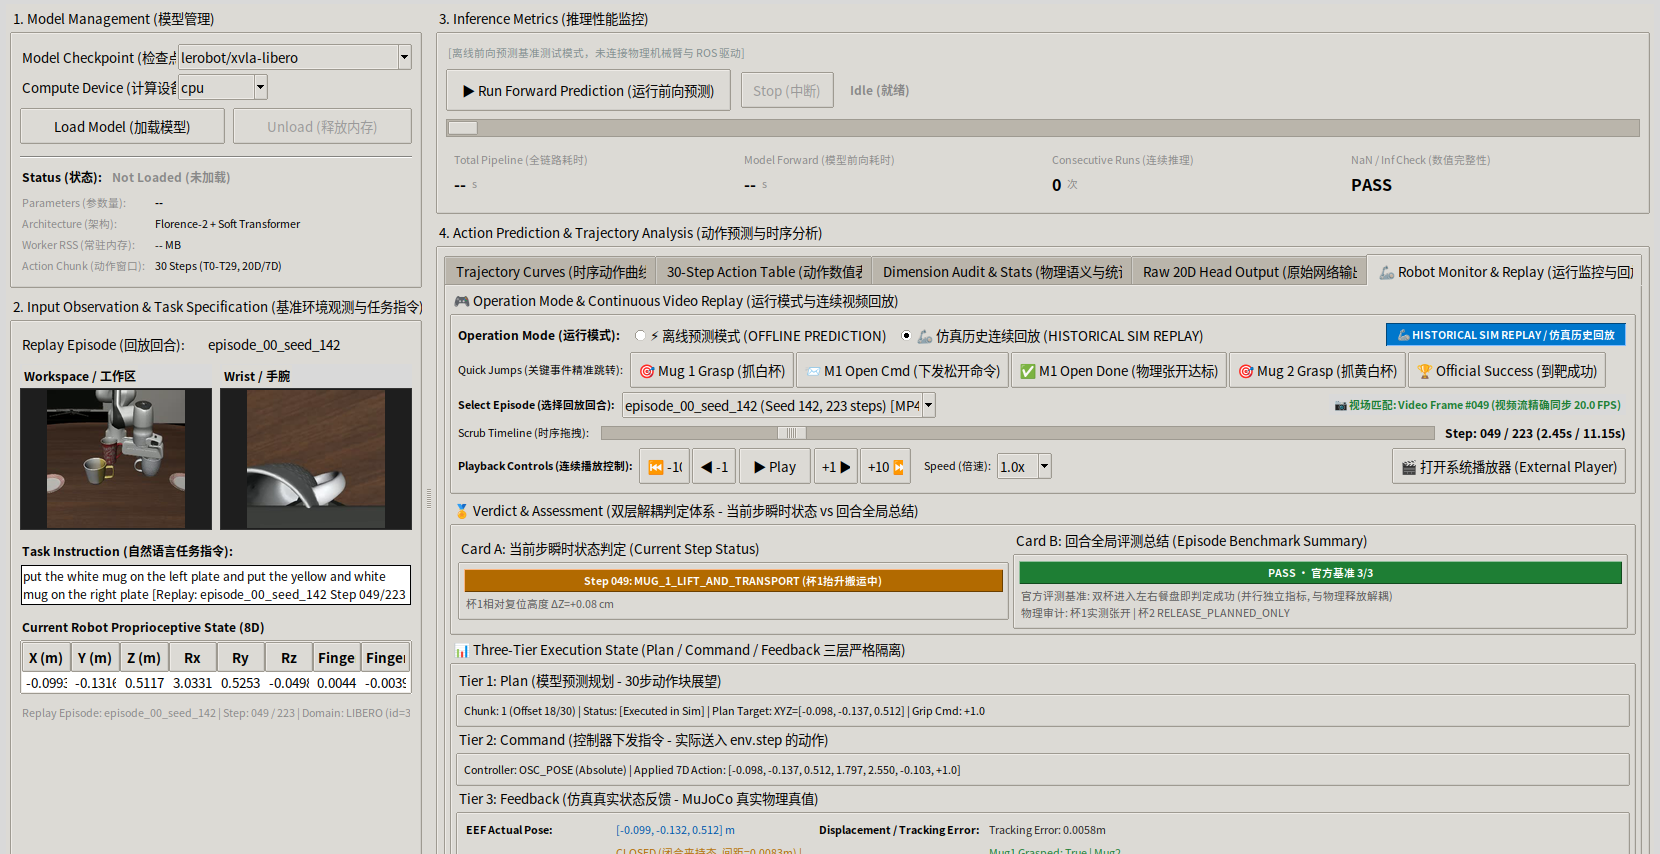 1. Model Management (模型管理)
Model Checkpoint (检查点
lerobot/xvla-libero
Compute Device (计算设备
cpu
Load Model (加载模型)
Unload (释放内存)
Status (状态):
Not Loaded (未加载)
Parameters (参数量):
--
Architecture (架构):
Florence-2 + Soft Transformer
Worker RSS (常驻内存):
-- MB
Action Chunk (动作窗口):
30 Steps (T0-T29, 20D/7D)
2. Input Observation & Task Specification (基准环境观测与任务指令)
Replay Episode (回放回合):
episode_00_seed_142
Workspace / 工作区
Wrist / 手腕
Task Instruction (自然语言任务指令):
put the white mug on the left plate and put the yellow and white
mug on the right plate [Replay: episode_00_seed_142 Step 049/223
Current Robot Proprioceptive State (8D)
X (m) Y (m) Z (m) Rx Ry Rz Finge Finger
-0.0993 -0.1316 0.5117 3.0331 0.5253 -0.0498 0.0044 -0.0039
Replay Episode: episode_00_seed_142 | Step: 049 / 223 | Domain: LIBERO (id=3
3. Inference Metrics (推理性能监控)
[离线前向预测基准测试模式，未连接物理机械臂与 ROS 驱动]
▶ Run Forward Prediction (运行前向预测)
Stop (中断)
Idle (就绪)
Total Pipeline (全链路耗时)
-- s
Model Forward (模型前向耗时)
-- s
Consecutive Runs (连续推理)
0 次
NaN / Inf Check (数值完整性)
PASS
4. Action Prediction & Trajectory Analysis (动作预测与时序分析)
Trajectory Curves (时序动作曲线
30-Step Action Table (动作数值表
Dimension Audit & Stats (物理语义与统计
Raw 20D Head Output (原始网络输出
🦾 Robot Monitor & Replay (运行监控与回
🎮 Operation Mode & Continuous Video Replay (运行模式与连续视频回放)
Operation Mode (运行模式):
⚡ 离线预测模式 (OFFLINE PREDICTION)
🦾 仿真历史连续回放 (HISTORICAL SIM REPLAY)
🦾 HISTORICAL SIM REPLAY / 仿真历史回放
Quick Jumps (关键事件精准跳转):
🎯 Mug 1 Grasp (抓白杯)
📨 M1 Open Cmd (下发松开命令)
✅ M1 Open Done (物理张开达标)
🎯 Mug 2 Grasp (抓黄白杯)
🏆 Official Success (到靶成功)
Select Episode (选择回放回合):
episode_00_seed_142 (Seed 142, 223 steps) [MP4
📷 视场匹配: Video Frame #049 (视频流精确同步 20.0 FPS)
Scrub Timeline (时序拖拽):
Step: 049 / 223 (2.45s / 11.15s)
Playback Controls (连续播放控制):
⏪ -10
◀ -1
▶ Play
+1 ▶
+10 ⏩
Speed (倍速):
1.0x
🎬 打开系统播放器 (External Player)
🏅 Verdict & Assessment (双层解耦判定体系 - 当前步瞬时状态 vs 回合全局总结)
Card A: 当前步瞬时状态判定 (Current Step Status)
Step 049: MUG_1_LIFT_AND_TRANSPORT (杯1抬升搬运中)
杯1相对复位高度 ΔZ=+0.08 cm
Card B: 回合全局评测总结 (Episode Benchmark Summary)
PASS · 官方基准 3/3
官方评测基准: 双杯进入左右餐盘即判定成功 (并行独立指标, 与物理释放解耦)
物理审计: 杯1实测张开 | 杯2 RELEASE_PLANNED_ONLY
📊 Three-Tier Execution State (Plan / Command / Feedback 三层严格隔离)
Tier 1: Plan (模型预测规划 - 30步动作块展望)
Chunk: 1 (Offset 18/30) | Status: [Executed in Sim] | Plan Target: XYZ=[-0.098, -0.137, 0.512] | Grip Cmd: +1.0
Tier 2: Command (控制器下发指令 - 实际送入 env.step 的动作)
Controller: OSC_POSE (Absolute) | Applied 7D Action: [-0.098, -0.137, 0.512, 1.797, 2.550, -0.103, +1.0]
Tier 3: Feedback (仿真真实状态反馈 - MuJoCo 真实物理真值)
EEF Actual Pose:
[-0.099, -0.132, 0.512] m
Displacement / Tracking Error:
Tracking Error: 0.0058m
CLOSED (闭合夹持态, 间距=0.0083m) |
Mug1 Grasped: True | Mug2